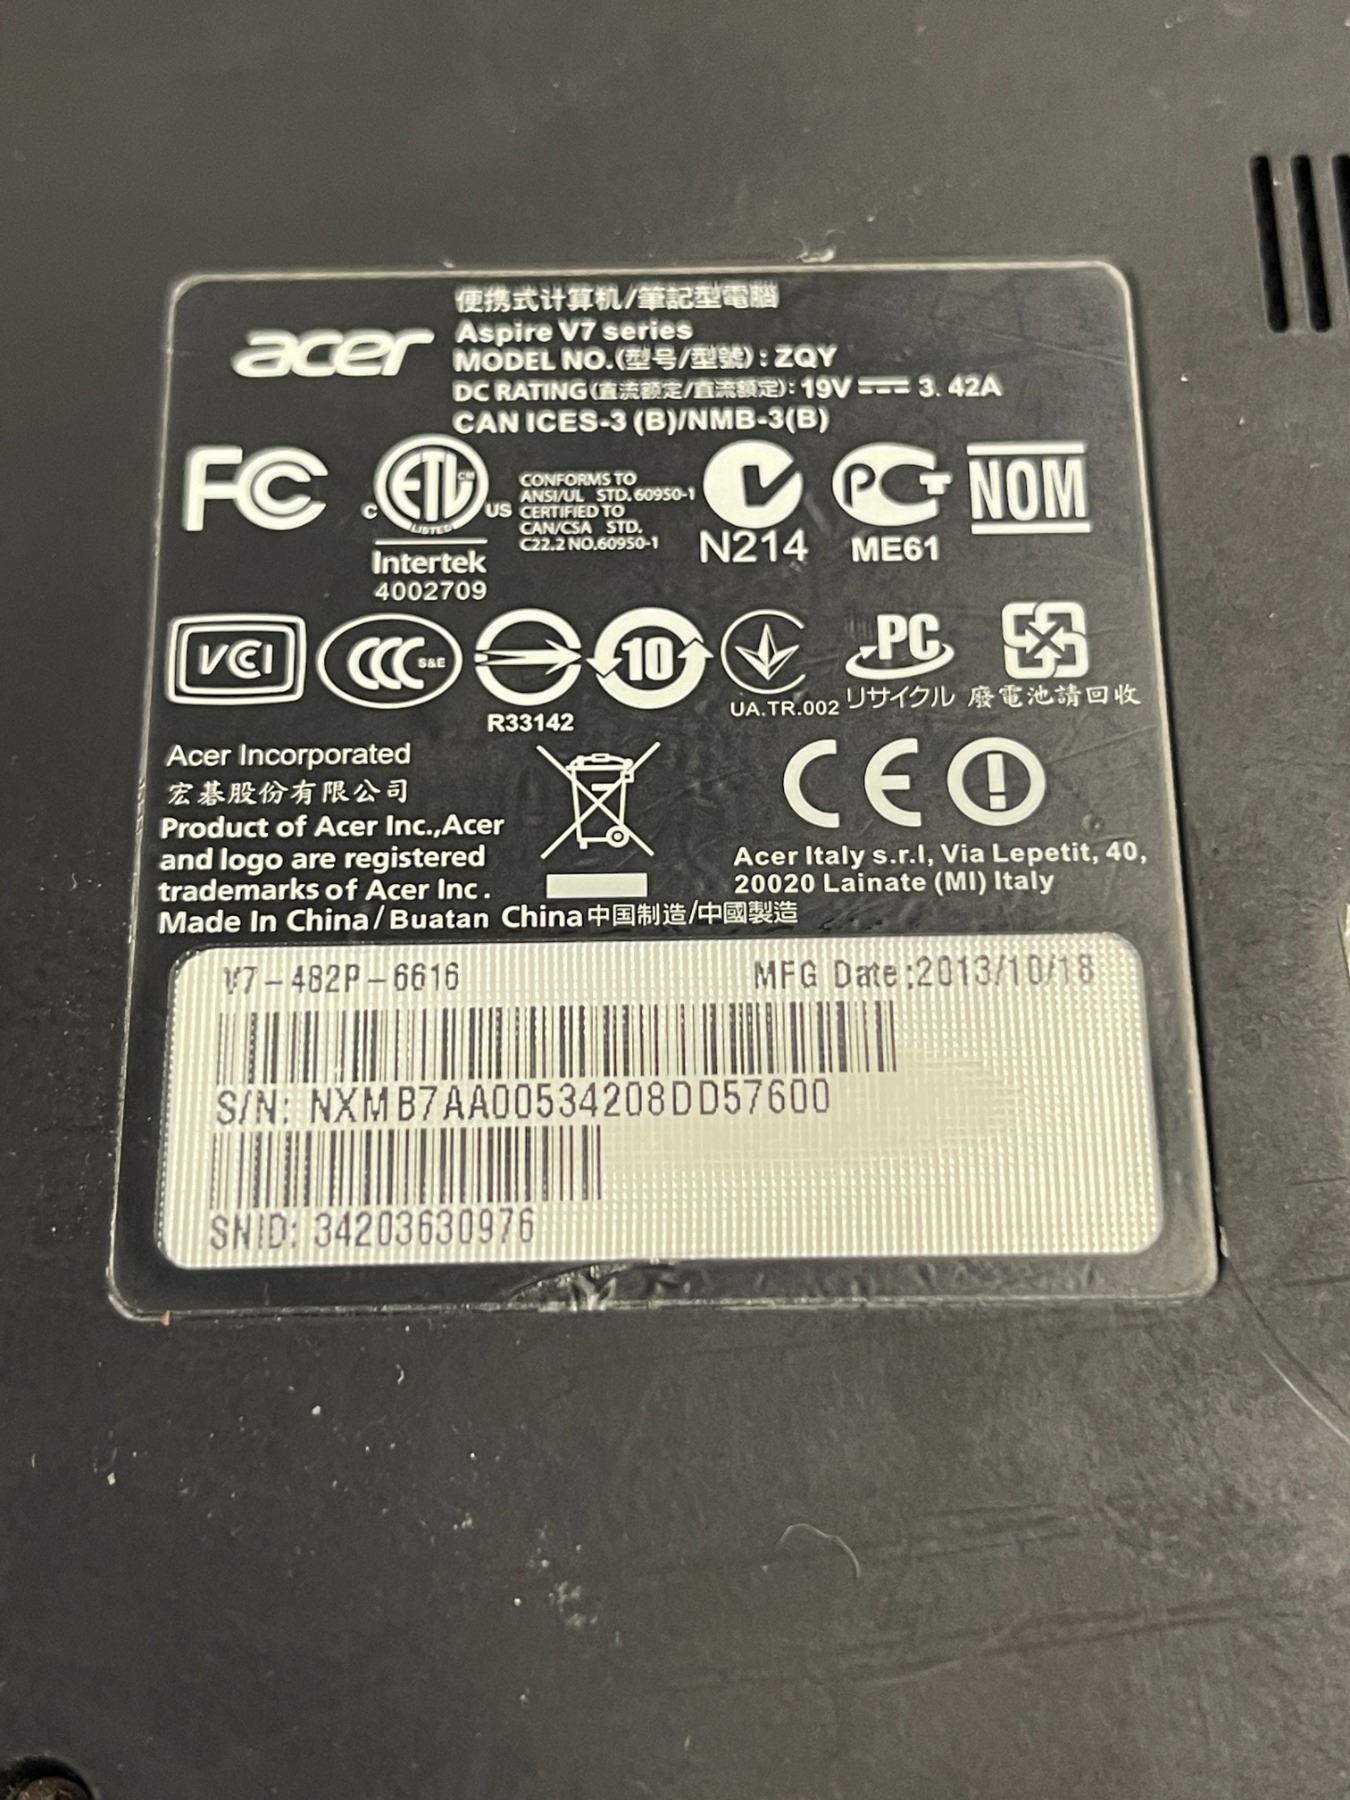 便携式计算机/筆記型電腦
acer
Aspire V7 series
MODEL NO.(型号/型號): ZQY
DC RATING(直流额定/直流額定): 19V 3. 42A
CAN ICES-3 (B)/NMB-3(B)
FC
ETL CM
C US
LISTED
Intertek
4002709
CONFORMS TO
ANSI/UL STD. 60950-1
CERTIFIED TO
CAN/CSA STD.
C22.2 NO.60950-1
N214
PCT
ME61
NOM
VCI
CCC S&E
R33142
10
UA.TR.002
PC
リサイクル
廢電池請回收
Acer Incorporated
宏碁股份有限公司
Product of Acer Inc.,Acer
and logo are registered
trademarks of Acer Inc.
Made In China/Buatan China中国制造/中國製造
CE
Acer Italy s.r.l, Via Lepetit, 40,
20020 Lainate (MI) Italy
V7-482P-6616
MFG Date:2013/10/18
S/N: NXMB7AA00534208DD57600
SNID: 34203630976